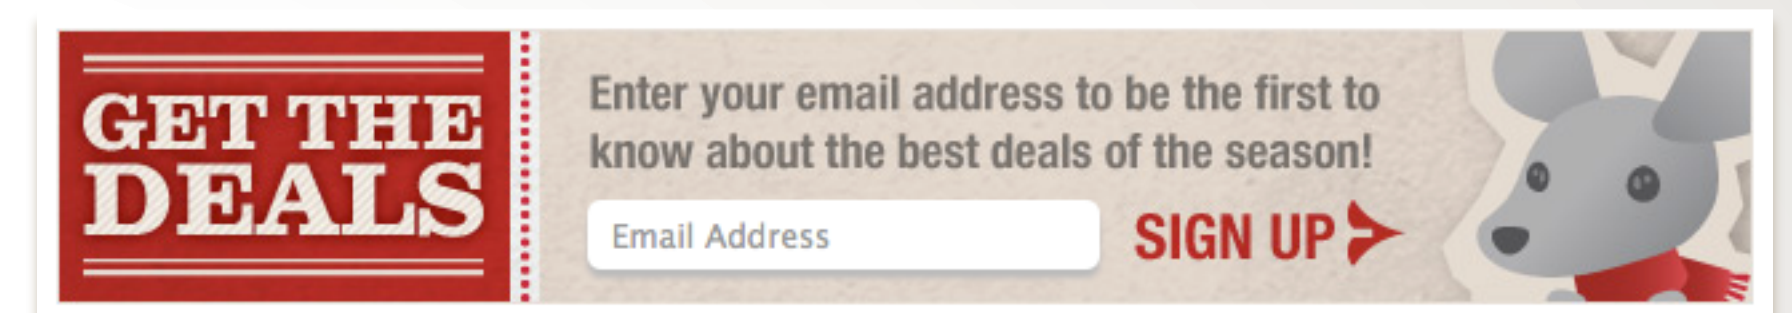 GET THE
DEALS
Enter your email address to be the first to
know about the best deals of the season!
Email Address
SIGN UP